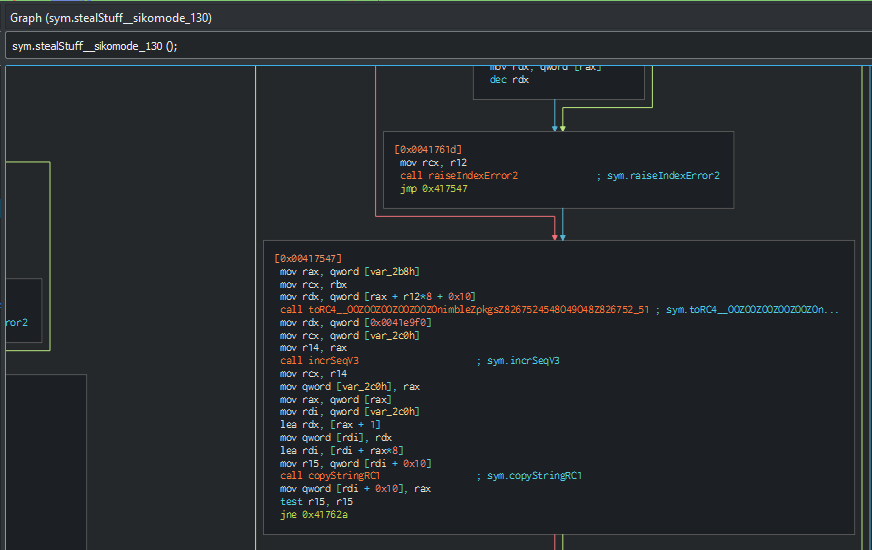 Graph (sym.stealStuff__sikomode_130)
sym.stealStuff__sikomode_130 ();
mov rdx, qword [rax]
dec rdx
[0x0041761d]
mov rcx, r12
call raiseIndexError2 ; sym.raiseIndexError2
jmp 0x417547
[0x00417547]
mov rax, qword [var_2b8h]
mov rcx, rbx
mov rdx, qword [rax + r12*8 + 0x10]
call toRC4__OOZOOZOOZOOZOOZOnimbleZpkgsZ8267524548O49O48Z826752_51 ; sym.toRC4__OOZOOZOOZOOZOOZOn...
mov rdx, qword [0x0041e9f0]
mov rcx, qword [var_2c0h]
mov r14, rax
call incrSeqV3 ; sym.incrSeqV3
mov rcx, r14
mov qword [var_2c0h], rax
mov rax, qword [rax]
mov rdi, qword [var_2c0h]
lea rdx, [rax + 1]
mov qword [rdi], rdx
lea rdi, [rdi + rax*8]
mov r15, qword [rdi + 0x10]
call copyStringRC1 ; sym.copyStringRC1
mov qword [rdi + 0x10], rax
test r15, r15
jne 0x41762a
ror2